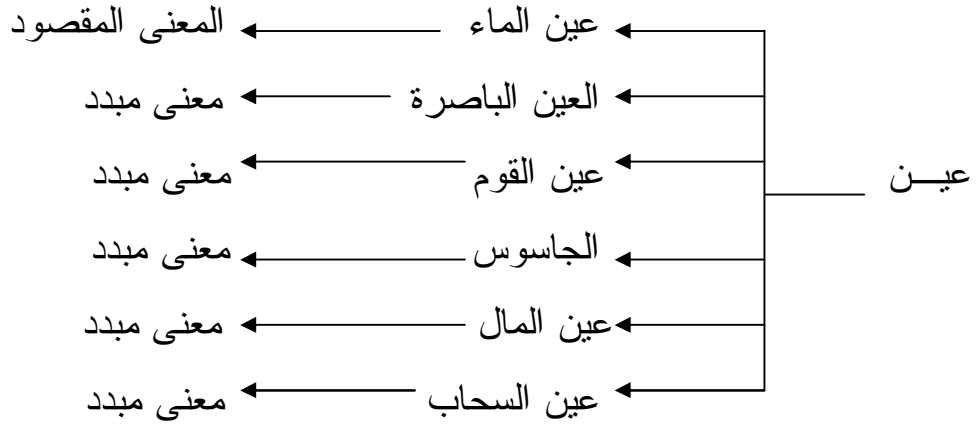 عين الماء المعنى المقصود
العين الباصرة معنى مبدد
عين القوم معنى مبدد
عيــن
الجاسوس معنى مبدد
عين المال معنى مبدد
عين السحاب معنى مبدد